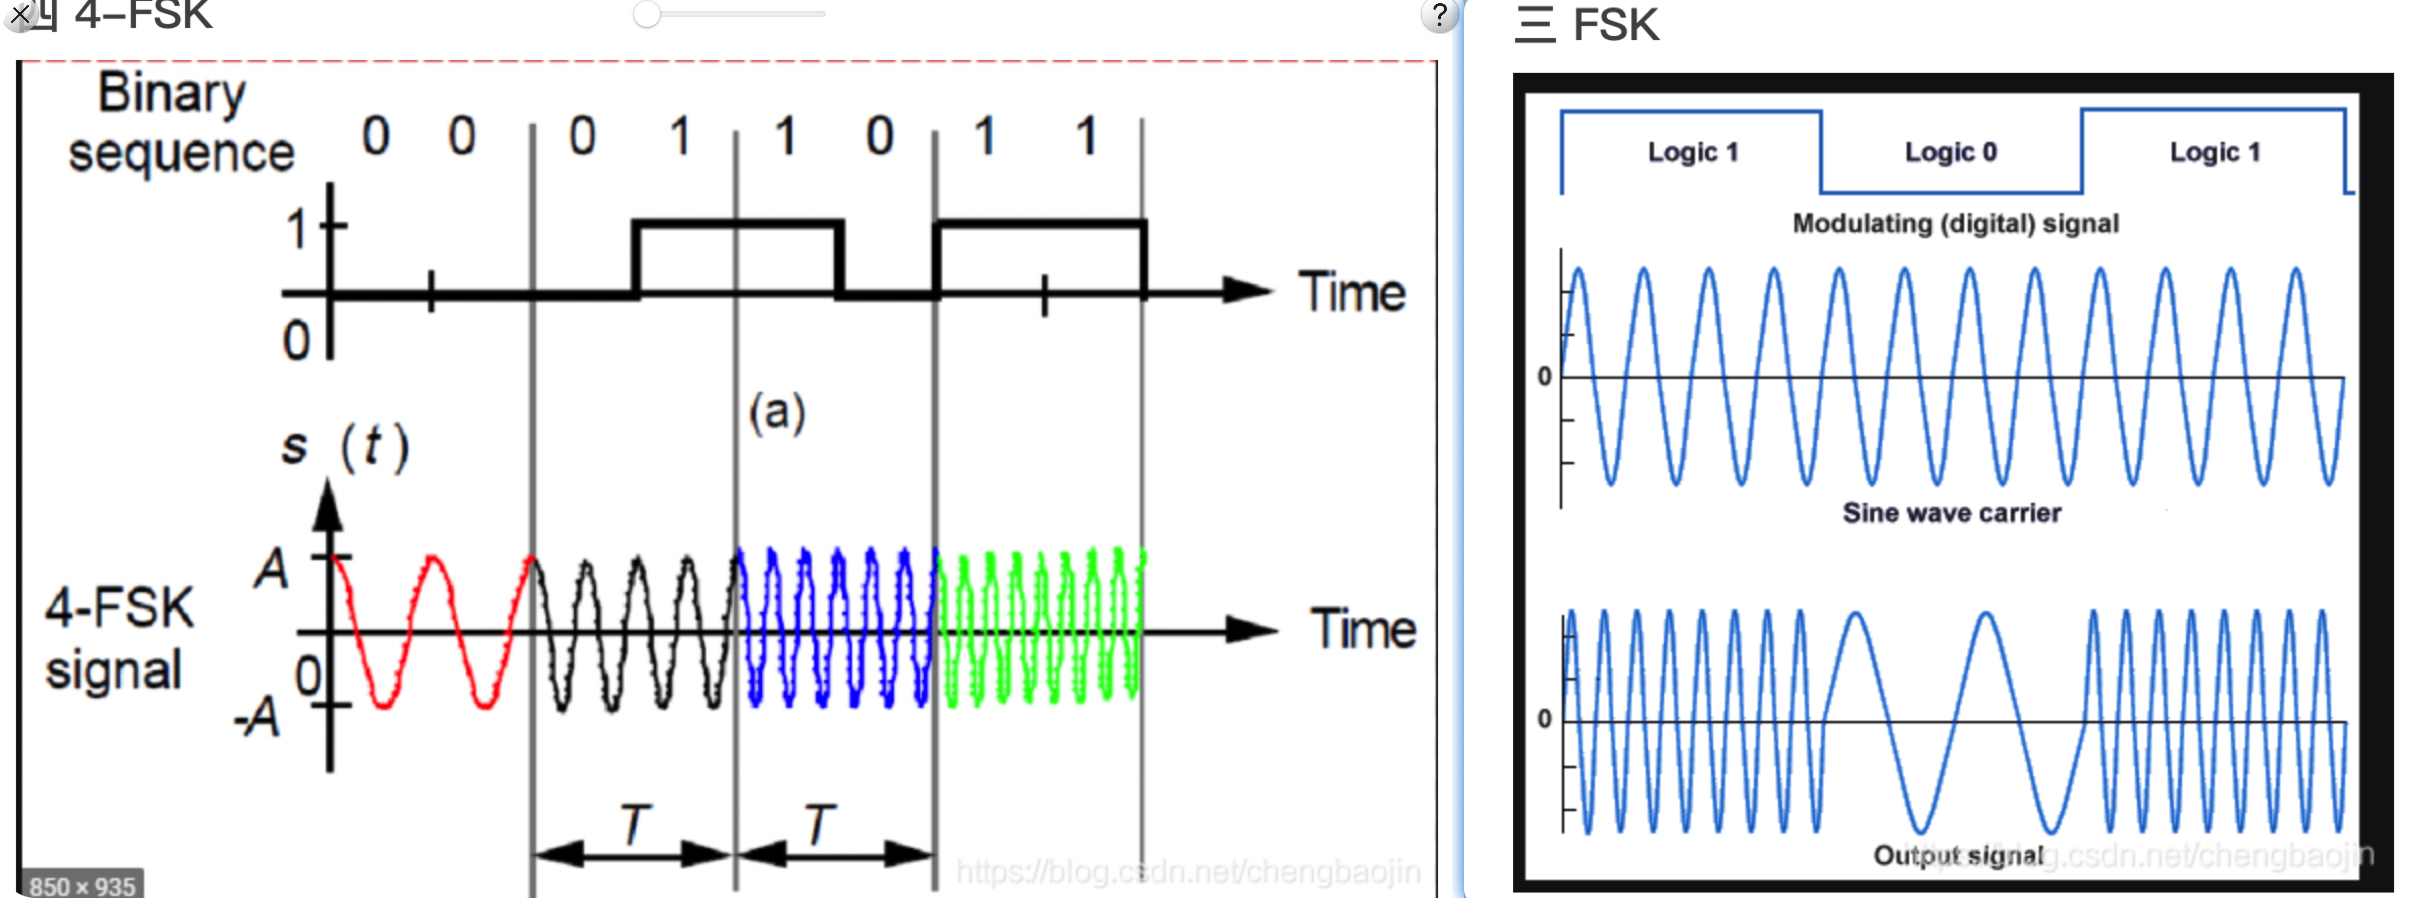 四 4-FSK
?
Binary
sequence
0 0 0 1 1 0 1 1
1
Time
0
(a)
s (t)
A
4-FSK
signal
Time
0
-A
T T
https://blog.csdn.net/chengbaojin
850 × 935
三 FSK
Logic 1 Logic 0 Logic 1
Modulating (digital) signal
0
Sine wave carrier
0
Output signal
g.csdn.net/chengbaojin